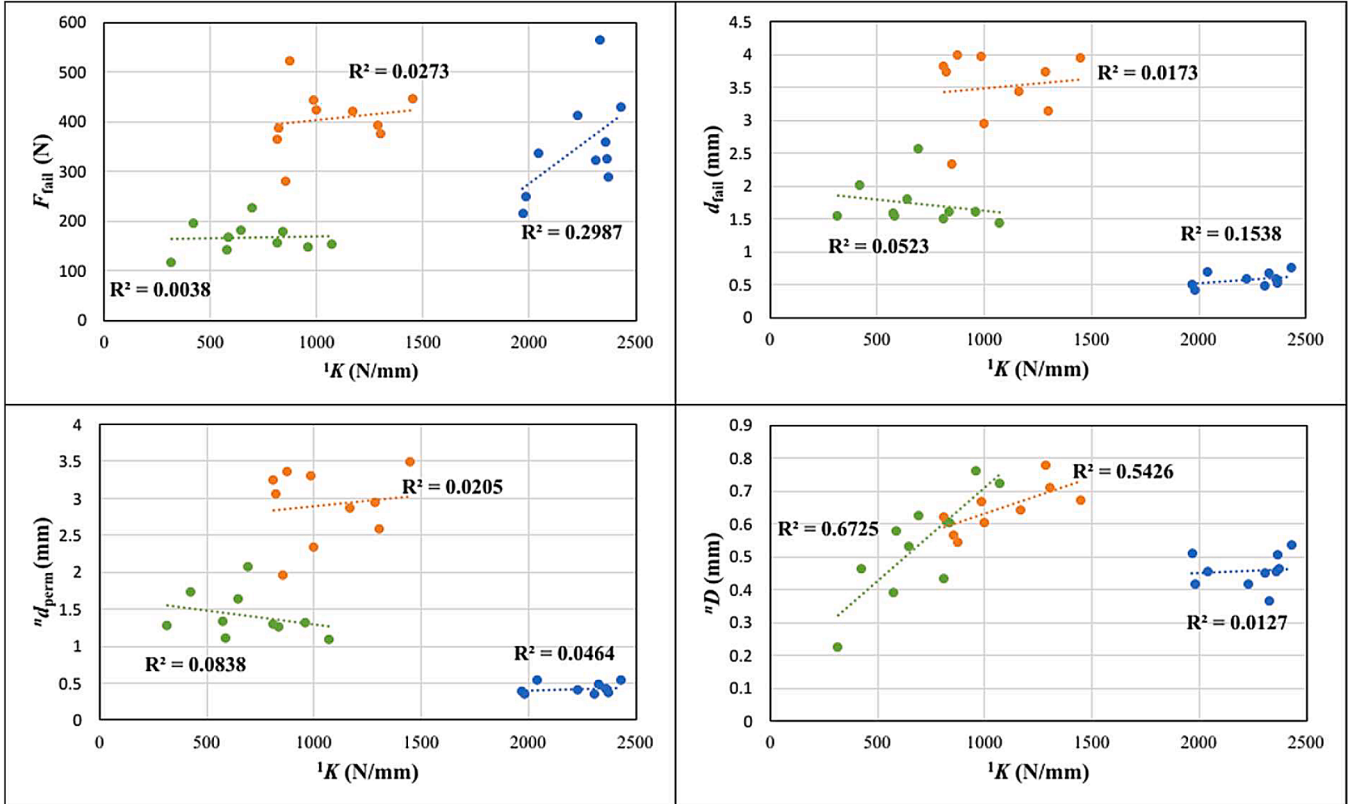 600
500
400
300
200
100
0
F_fail (N)
R² = 0.0273
R² = 0.2987
R² = 0.0038
0 500 1000 1500 2000 2500
¹K (N/mm)
4.5
4
3.5
3
2.5
2
1.5
1
0.5
0
d_fail (mm)
R² = 0.0173
R² = 0.0523
R² = 0.1538
0 500 1000 1500 2000 2500
¹K (N/mm)
4
3.5
3
2.5
2
1.5
1
0.5
0
ⁿd_perm (mm)
R² = 0.0205
R² = 0.0464
R² = 0.0838
0 500 1000 1500 2000 2500
¹K (N/mm)
0.9
0.8
0.7
0.6
0.5
0.4
0.3
0.2
0.1
0
ⁿD (mm)
R² = 0.5426
R² = 0.6725
R² = 0.0127
0 500 1000 1500 2000 2500
¹K (N/mm)